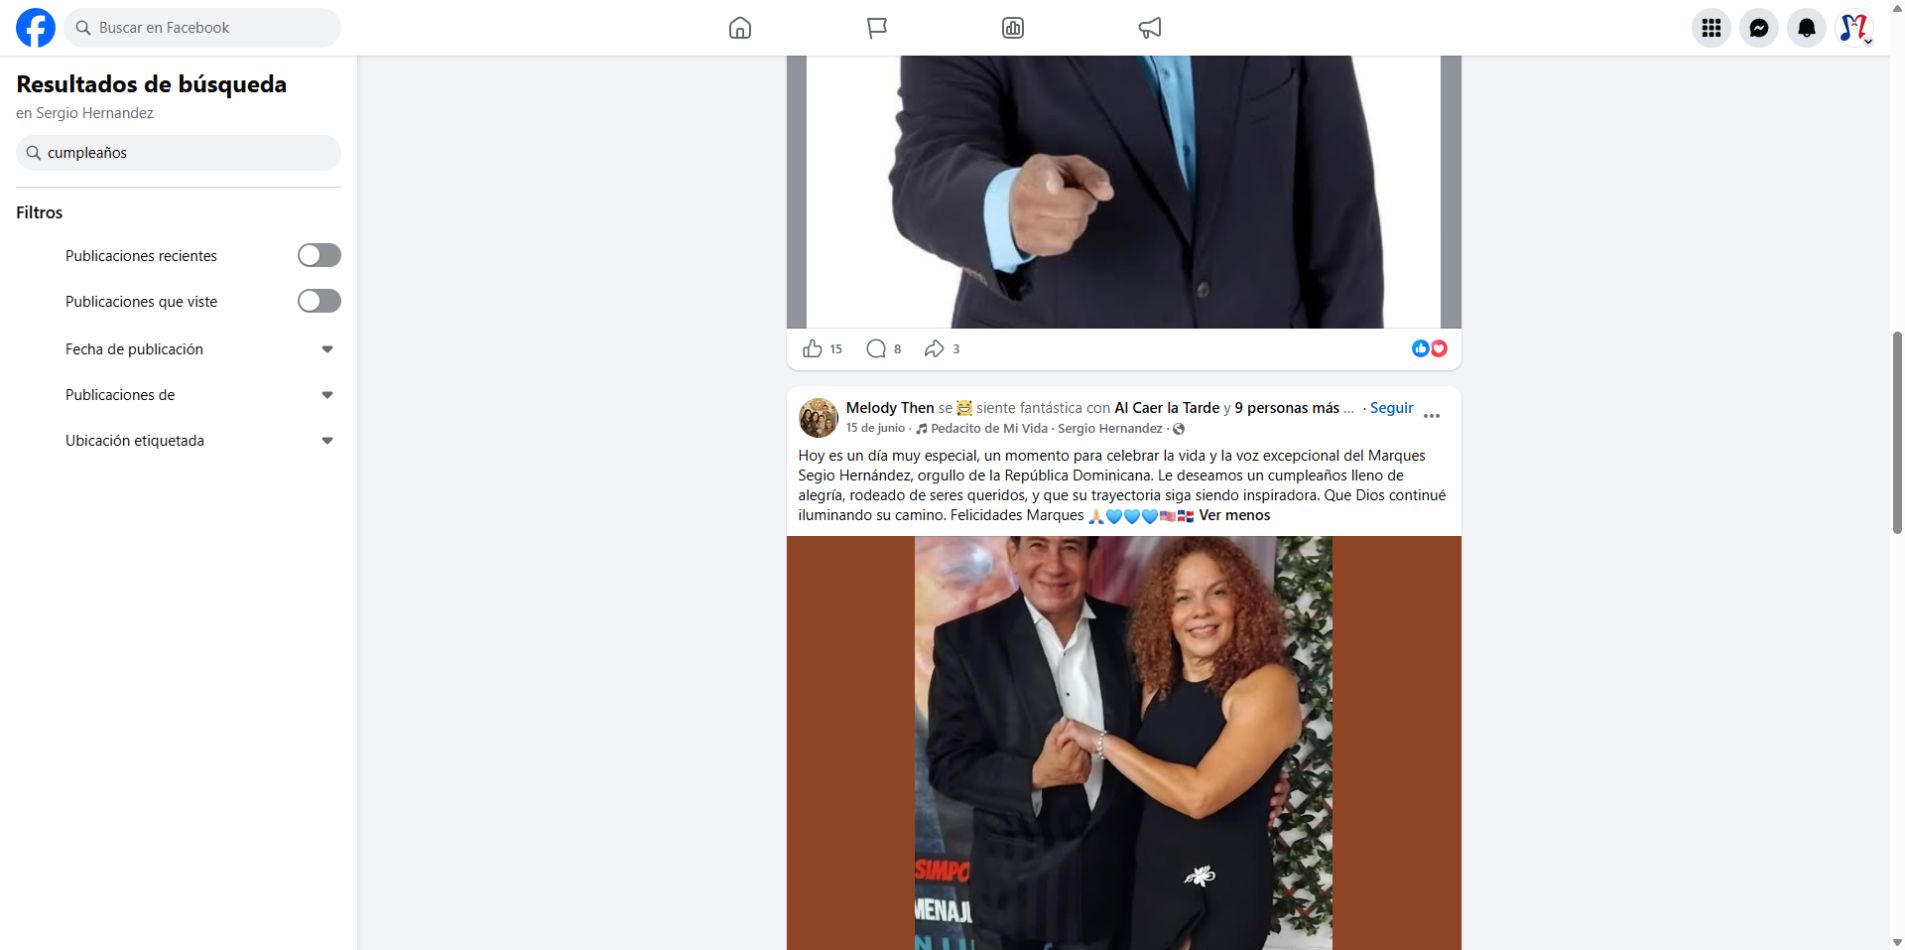 Buscar en Facebook
Resultados de búsqueda
en Sergio Hernandez
cumpleaños
Filtros
Publicaciones recientes
Publicaciones que viste
Fecha de publicación
Publicaciones de
Ubicación etiquetada
15 8 3
Melody Then se 😹 siente fantástica con Al Caer la Tarde y 9 personas más ... · Seguir
15 de junio · Pedacito de Mi Vida · Sergio Hernandez ·
Hoy es un día muy especial, un momento para celebrar la vida y la voz excepcional del Marques
Segio Hernández, orgullo de la República Dominicana. Le deseamos un cumpleaños lleno de
alegría, rodeado de seres queridos, y que su trayectoria siga siendo inspiradora. Que Dios continué
iluminando su camino. Felicidades Marques 🙏🏼🩵🩵🩵🇺🇸🇩🇴 Ver menos
SIMPO
MENAJ